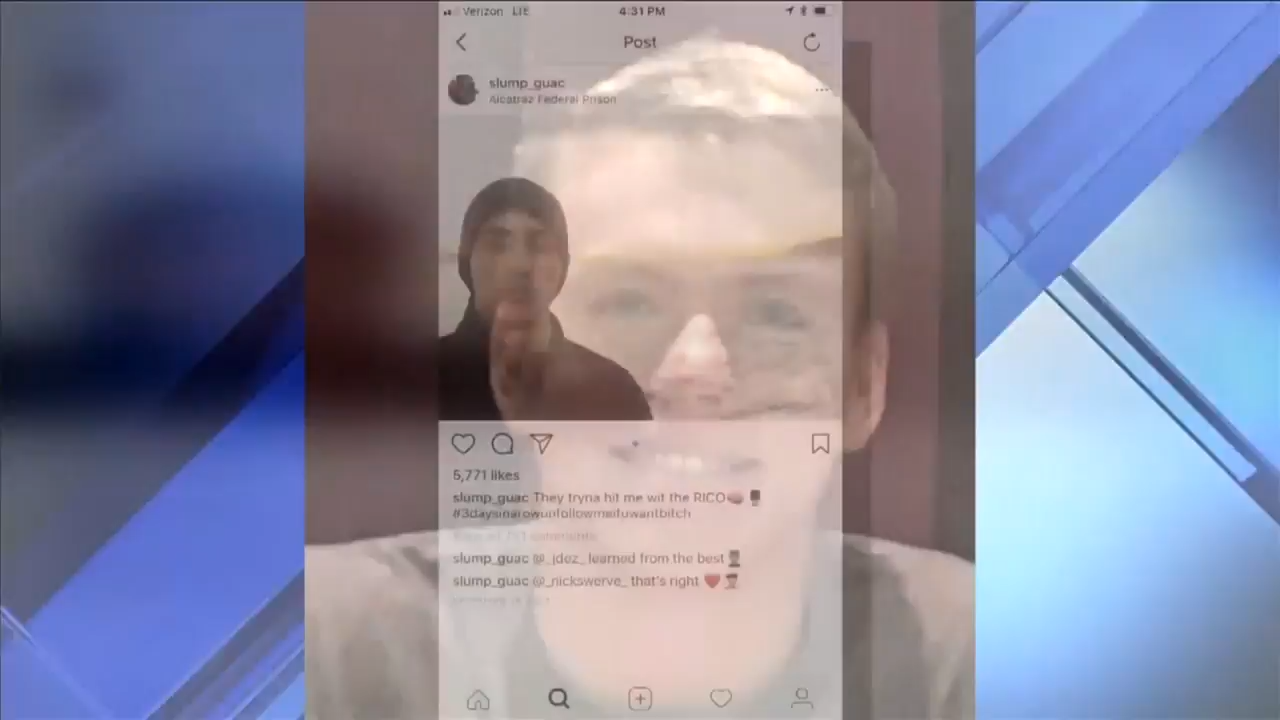 Verizon LTE 4:31 PM
Post
slump_guac
Alcatraz Federal Prison
5,771 likes
slump_guac They tryna hit me wit the RICO
#3daysinarowunfollowmeifuwantbitch
slump_guac @_jdez_ learned from the best
slump_guac @_nickswerve_ that's right ❤️